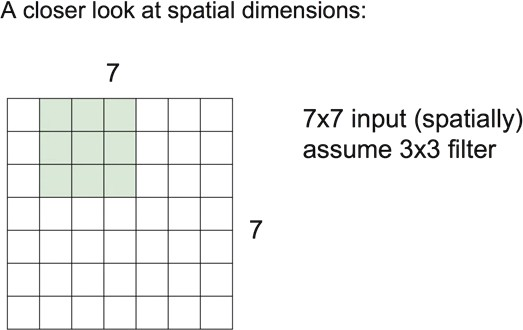 A closer look at spatial dimensions:
7
7x7 input (spatially)
assume 3x3 filter
7